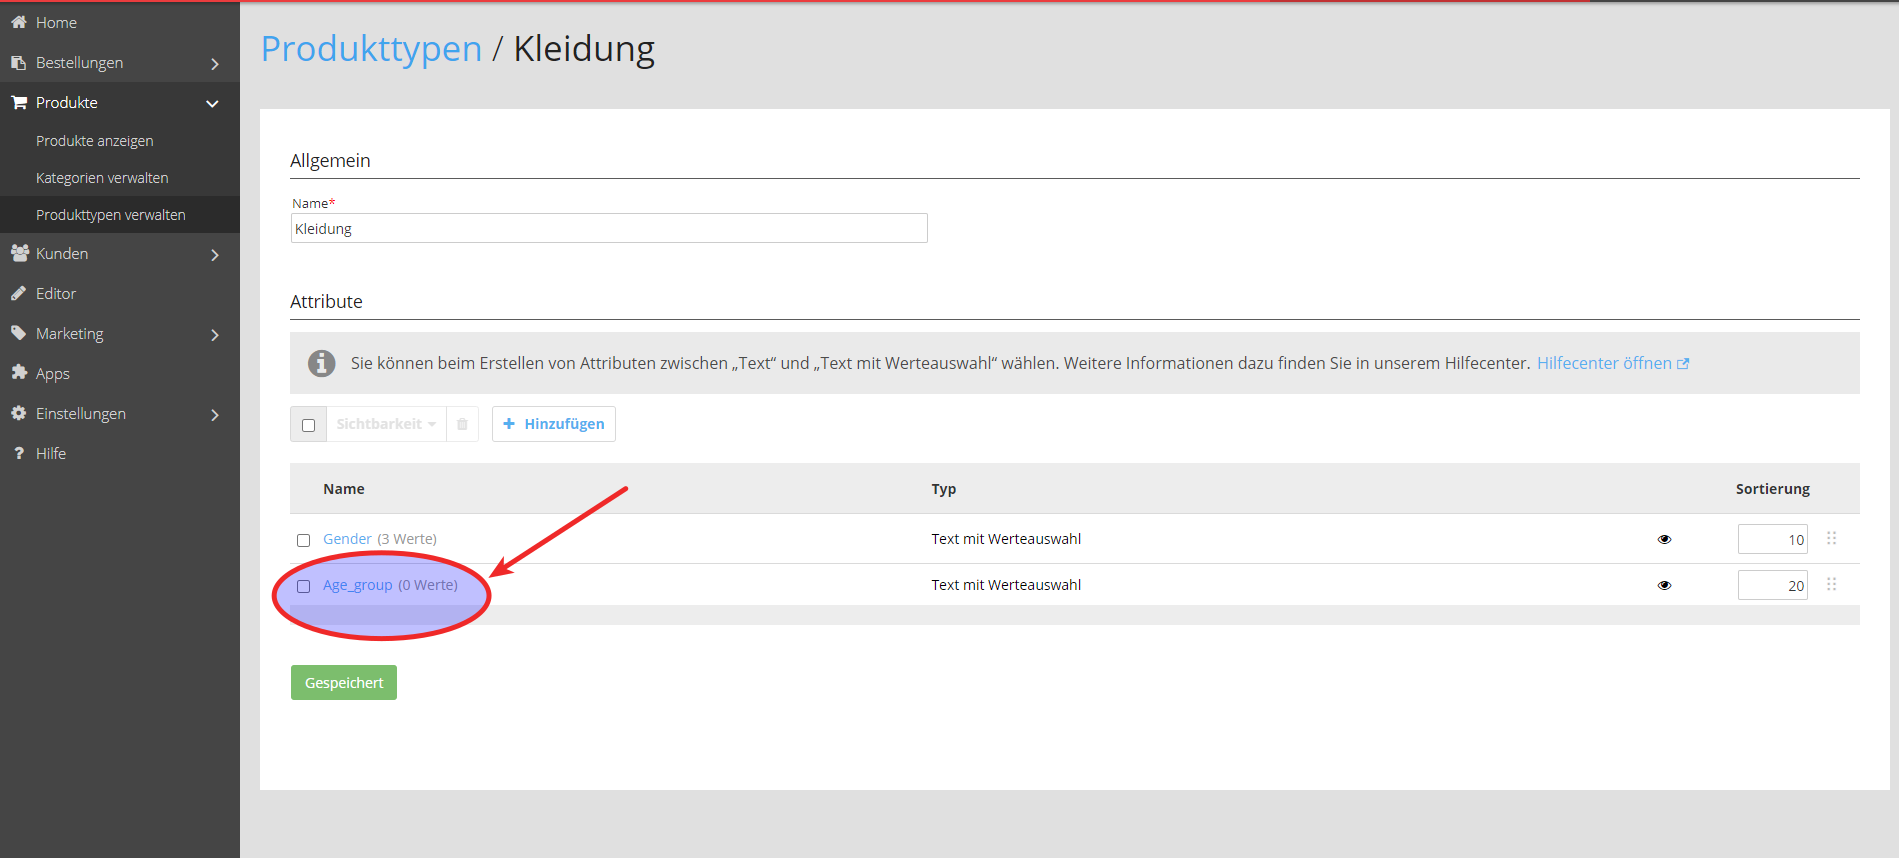 Home
Bestellungen
Produkte
Produkte anzeigen
Kategorien verwalten
Produkttypen verwalten
Kunden
Editor
Marketing
Apps
Einstellungen
? Hilfe
Produkttypen / Kleidung
Allgemein
Name*
Kleidung
Attribute
Sie können beim Erstellen von Attributen zwischen „Text“ und „Text mit Werteauswahl“ wählen. Weitere Informationen dazu finden Sie in unserem Hilfecenter. Hilfecenter öffnen
Sichtbarkeit + Hinzufügen
Name Typ Sortierung
Gender (3 Werte) Text mit Werteauswahl 10
Age_group (0 Werte) Text mit Werteauswahl 20
Gespeichert